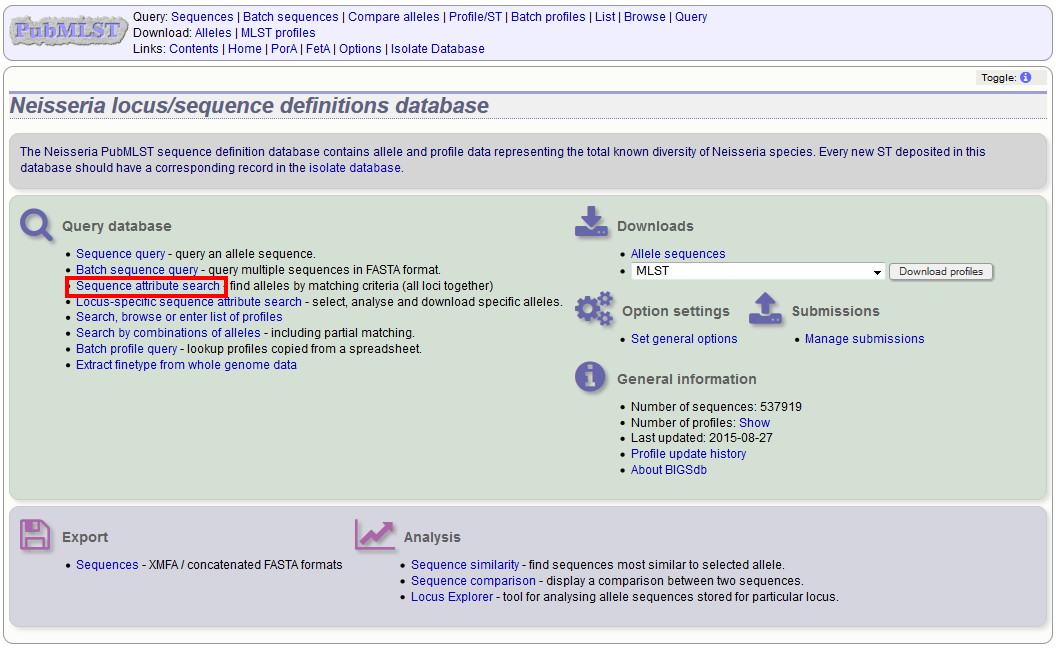 PubMLST
Query: Sequences | Batch sequences | Compare alleles | Profile/ST | Batch profiles | List | Browse | Query
Download: Alleles | MLST profiles
Links: Contents | Home | PorA | FetA | Options | Isolate Database
Toggle: i
Neisseria locus/sequence definitions database
The Neisseria PubMLST sequence definition database contains allele and profile data representing the total known diversity of Neisseria species. Every new ST deposited in this
database should have a corresponding record in the isolate database.
Query database
• Sequence query - query an allele sequence.
• Batch sequence query - query multiple sequences in FASTA format.
• Sequence attribute search - find alleles by matching criteria (all loci together)
• Locus-specific sequence attribute search - select, analyse and download specific alleles.
• Search, browse or enter list of profiles
• Search by combinations of alleles - including partial matching.
• Batch profile query - lookup profiles copied from a spreadsheet.
• Extract finetype from whole genome data
Downloads
• Allele sequences
• MLST Download profiles
Option settings
• Set general options
Submissions
• Manage submissions
General information
• Number of sequences: 537919
• Number of profiles: Show
• Last updated: 2015-08-27
• Profile update history
• About BIGSdb
Export
• Sequences - XMFA / concatenated FASTA formats
Analysis
• Sequence similarity - find sequences most similar to selected allele.
• Sequence comparison - display a comparison between two sequences.
• Locus Explorer - tool for analysing allele sequences stored for particular locus.